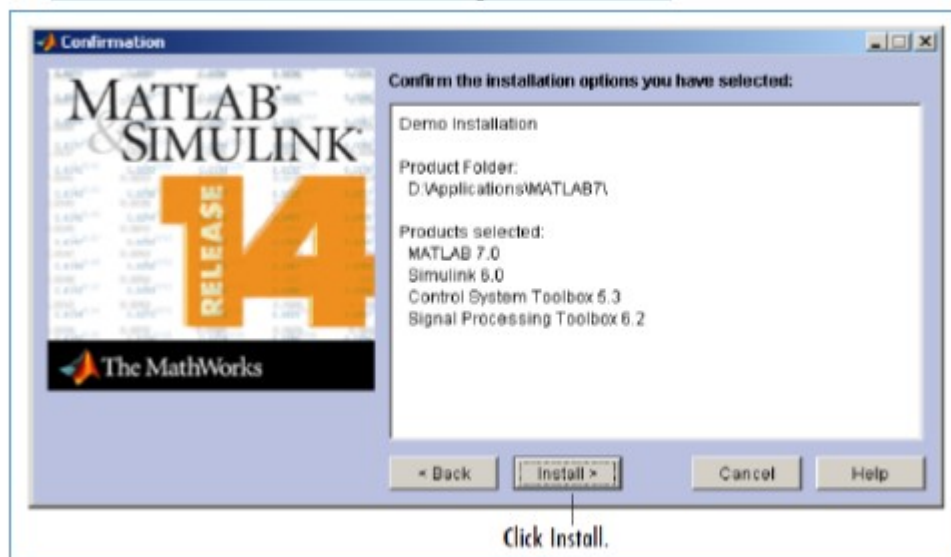 Confirmation
MATLAB®
& SIMULINK®
RELEASE
14
The MathWorks
Confirm the installation options you have selected:
Demo Installation
Product Folder:
D:\Applications\MATLAB7\
Products selected:
MATLAB 7.0
Simulink 6.0
Control System Toolbox 5.3
Signal Processing Toolbox 6.2
< Back
Install >
Cancel
Help
Click Install.